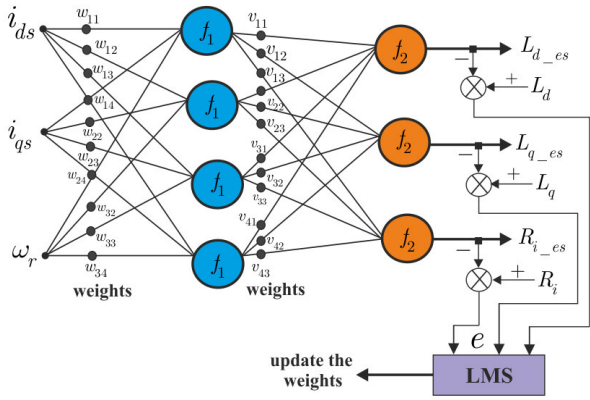 i_ds
i_qs
ω_r
w_11
w_12
w_13
w_14
w_22
w_23
w_24
w_32
w_33
w_34
weights
f_1
f_1
f_1
f_1
v_11
v_12
v_13
v_22
v_23
v_31
v_32
v_33
v_41
v_42
v_43
weights
f_2
f_2
f_2
L_d_es
−
+ L_d
L_q_es
−
+ L_q
R_i_es
−
+ R_i
e
LMS
update the
weights